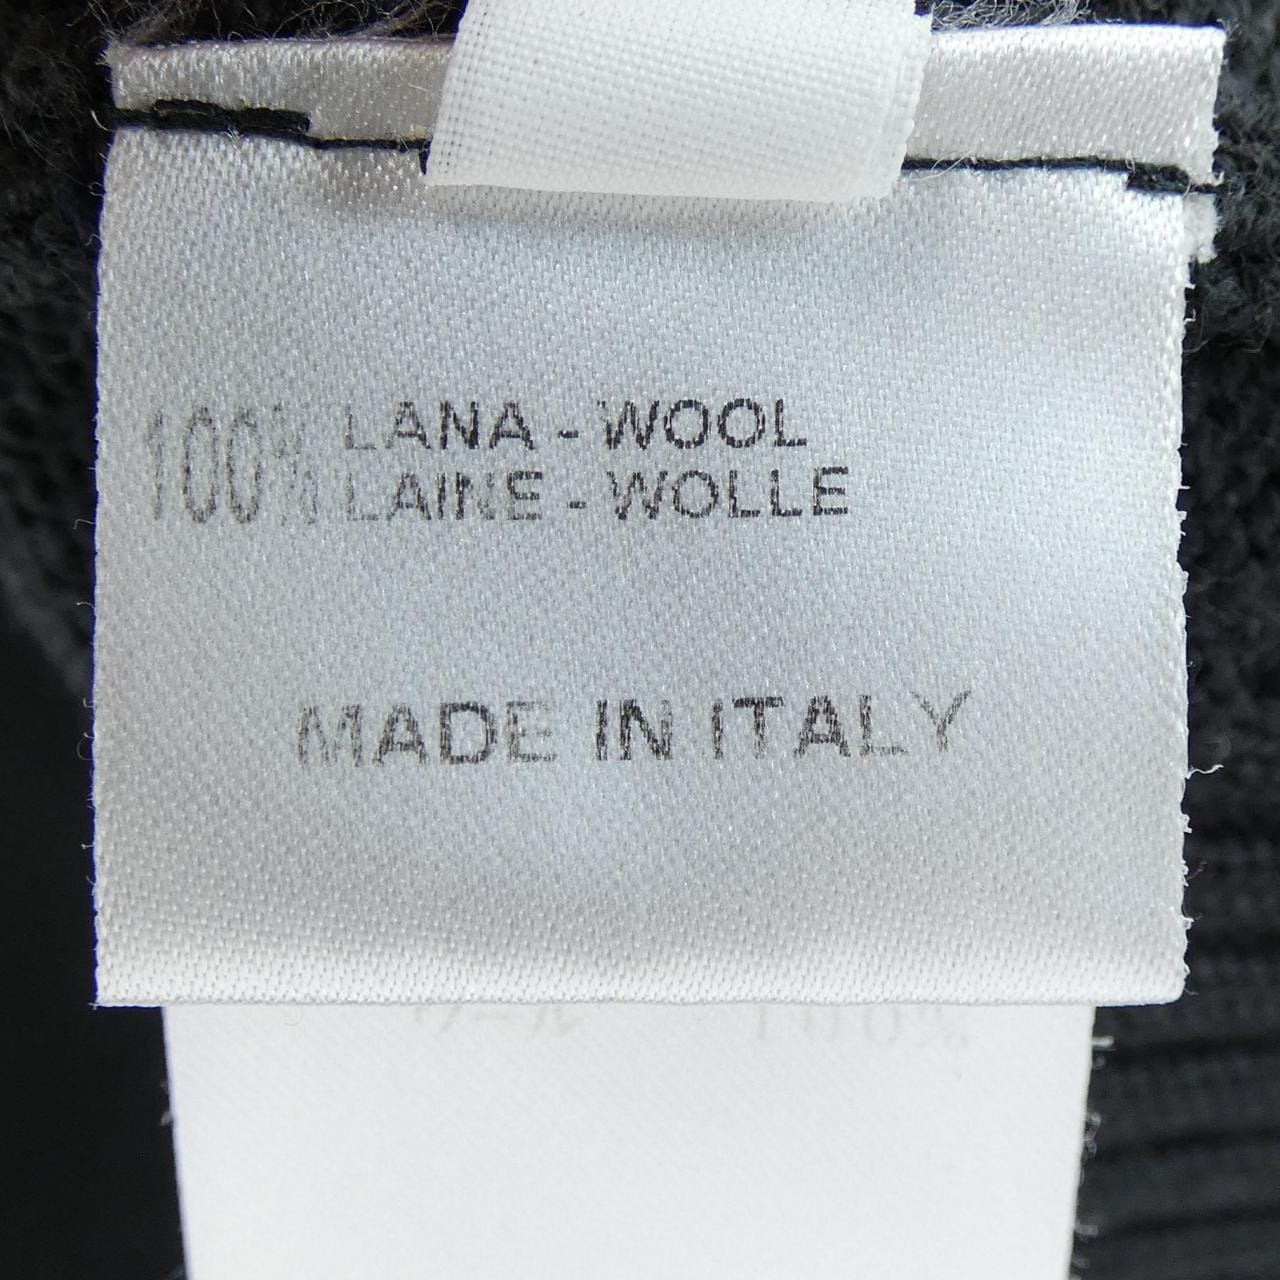 100% LANA - WOOL
LAINE - WOLLE
MADE IN ITALY